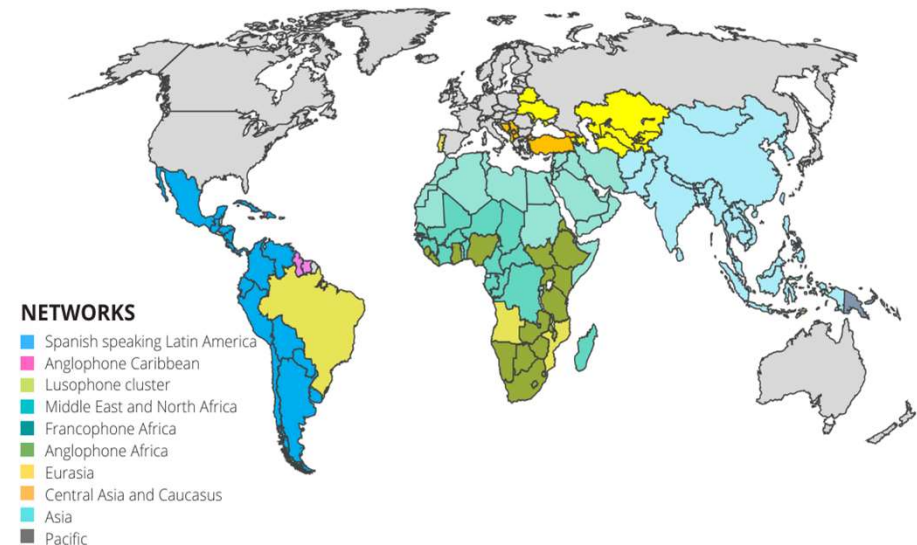 NETWORKS
Spanish speaking Latin America
Anglophone Caribbean
Lusophone cluster
Middle East and North Africa
Francophone Africa
Anglophone Africa
Eurasia
Central Asia and Caucasus
Asia
Pacific